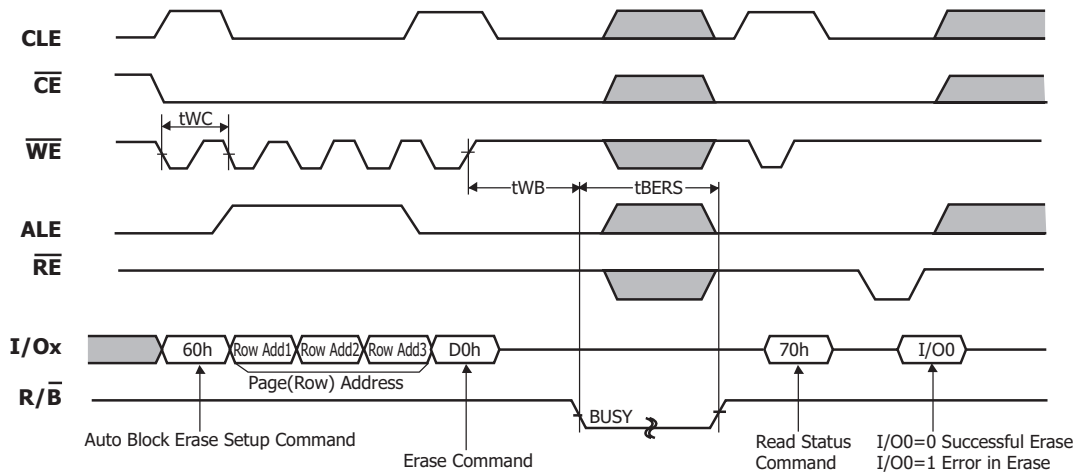 CLE
CE
tWC
WE
tWB
tBERS
ALE
RE
I/Ox
60h
Row Add1
Row Add2
Row Add3
D0h
70h
I/O0
Page(Row) Address
R/B
BUSY
Auto Block Erase Setup Command
Erase Command
Read Status
Command
I/O0=0 Successful Erase
I/O0=1 Error in Erase